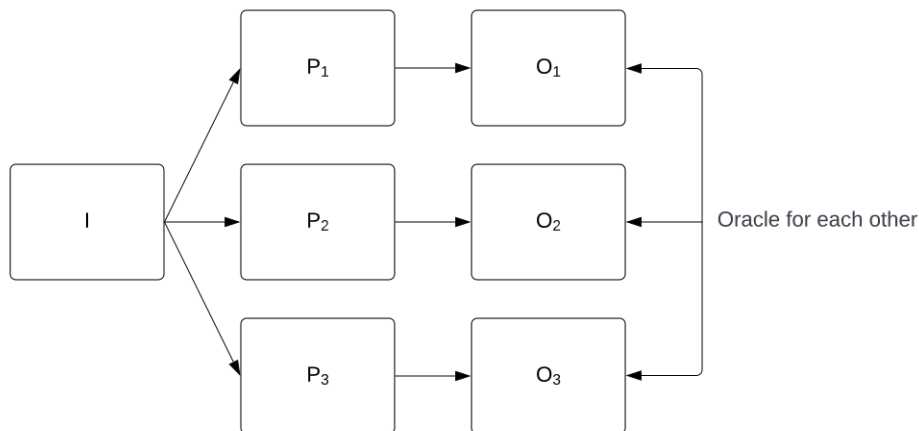 P₁
O₁
I
P₂
O₂
Oracle for each other
P₃
O₃